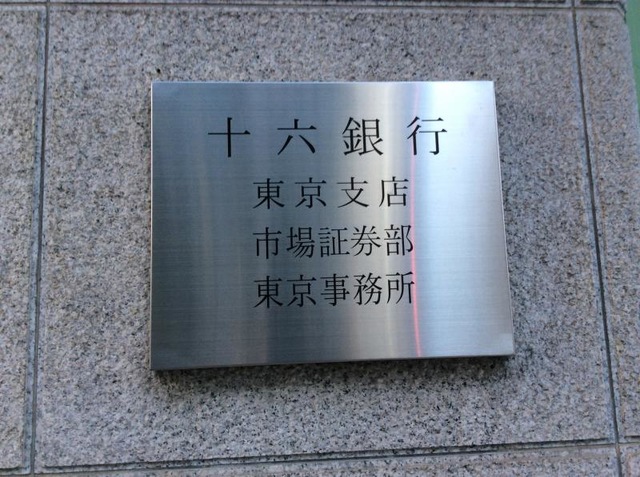 十六銀行
東京支店
市場証券部
東京事務所